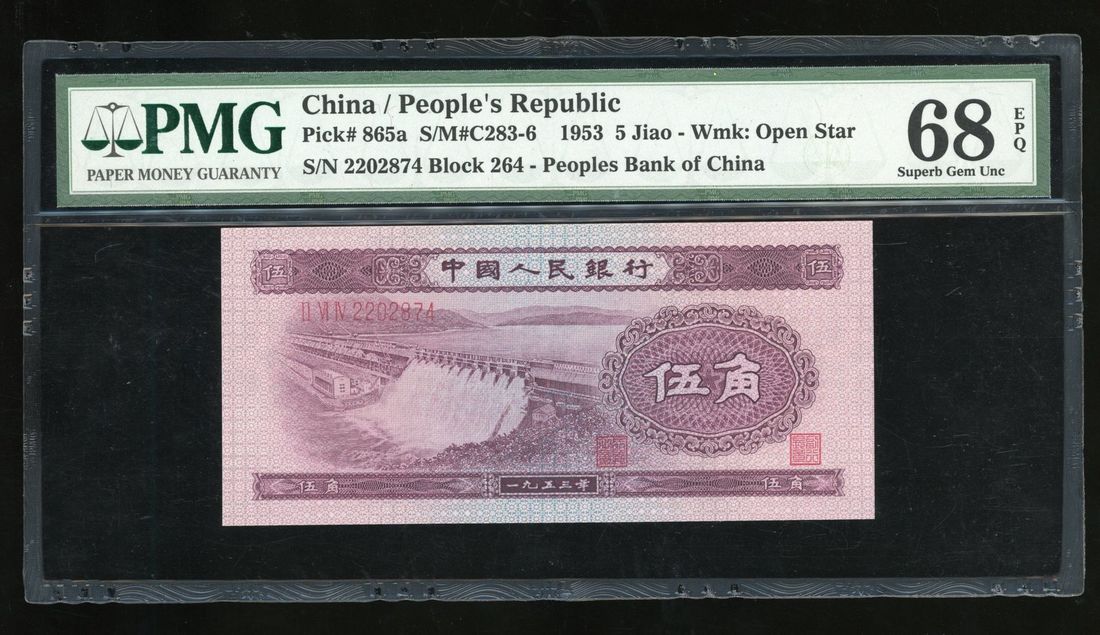 PMG
PAPER MONEY GUARANTY
China / People's Republic
Pick# 865a S/M#C283-6 1953 5 Jiao - Wmk: Open Star
S/N 2202874 Block 264 - Peoples Bank of China
68
EPQ
Superb Gem Unc
伍 中國人民銀行 伍
II VI IV 2202874
伍角
伍角 一九五三年 伍角